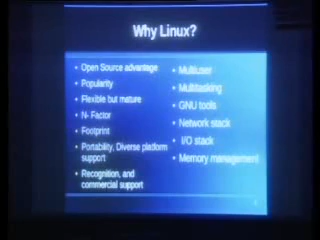 Why Linux?
• Open Source advantage
• Popularity
• Flexible but mature
• N- Factor
• Footprint
• Portability, Diverse platform
support
• Recognition, and
commercial support
• Multiuser
• Multitasking
• GNU tools
• Network stack
• I/O stack
• Memory management